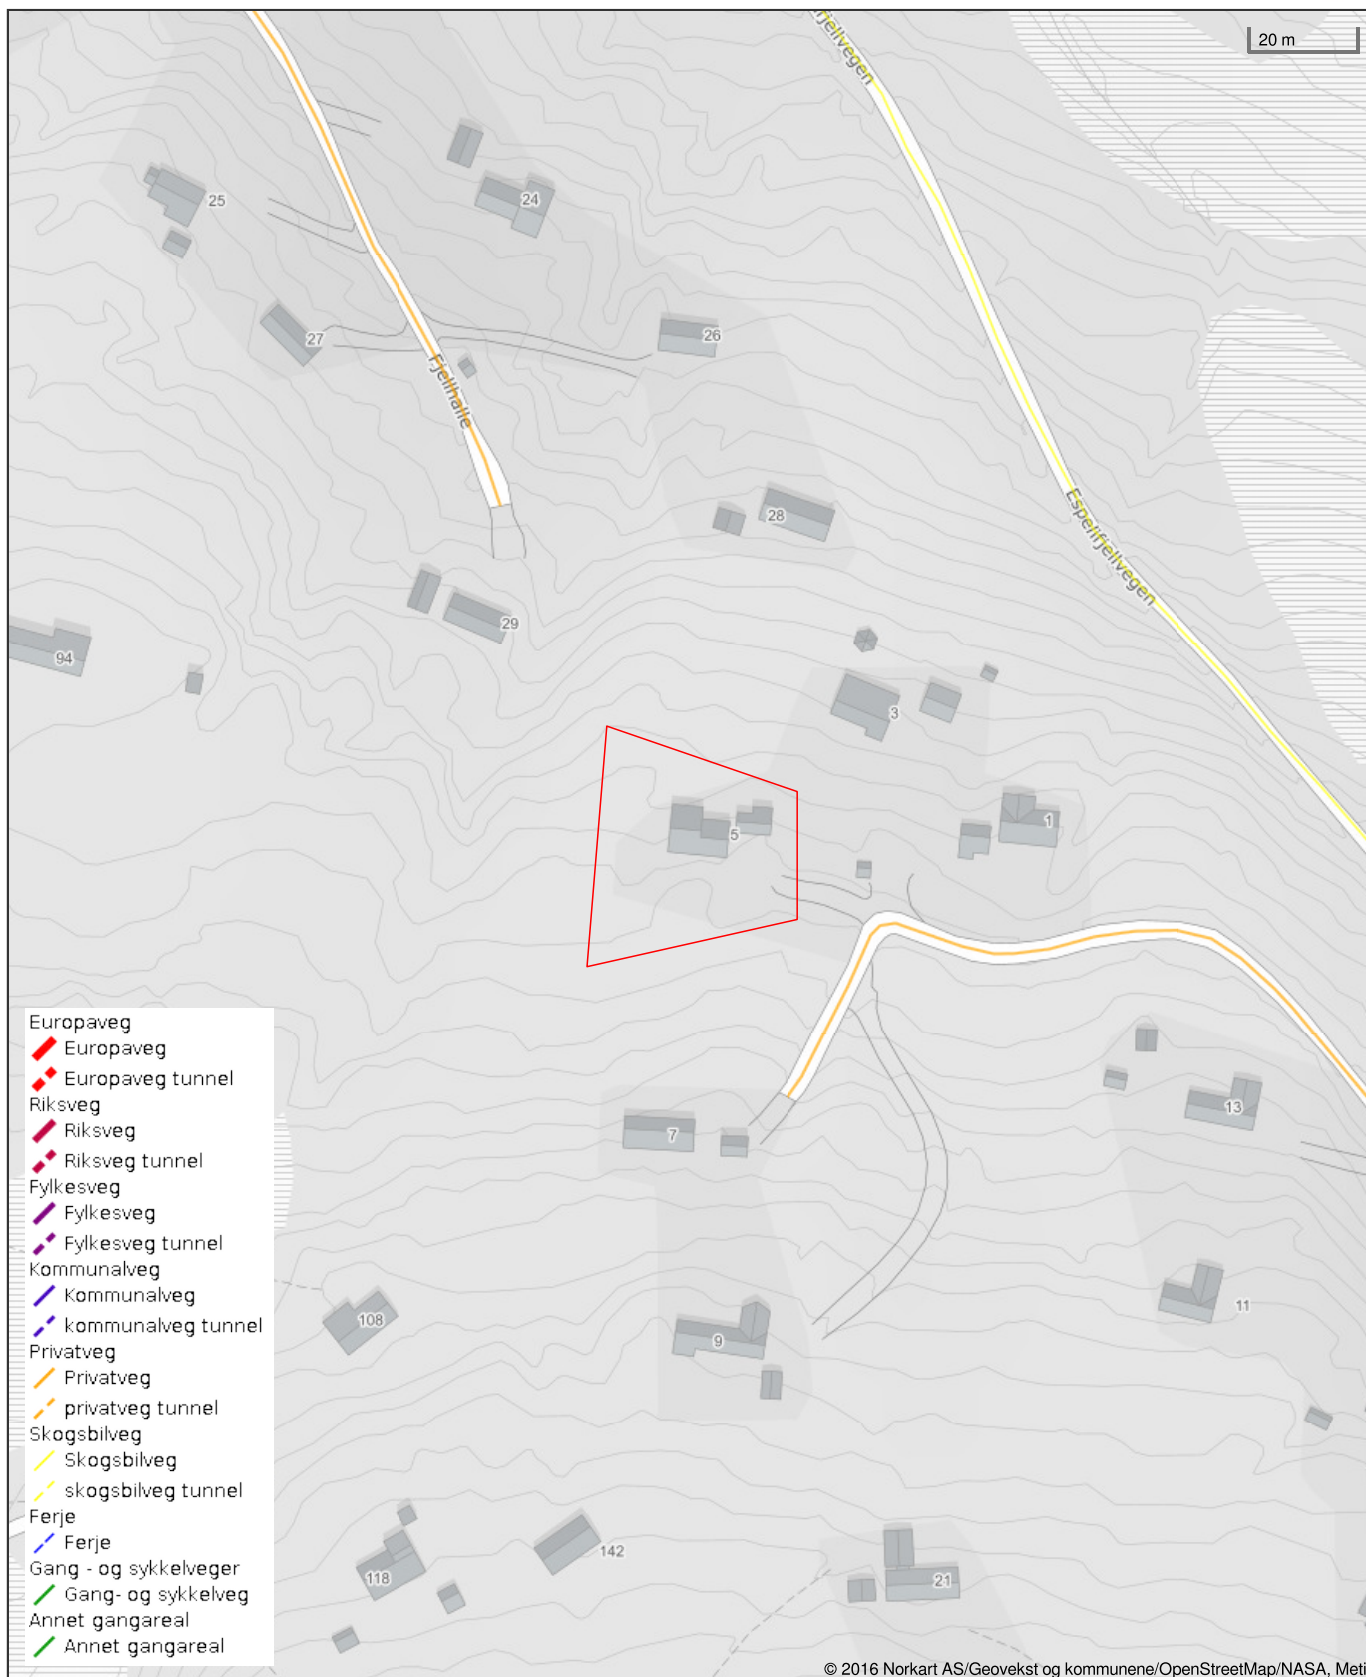 20 m
fjellvegen
25
24
27
26
Fjellhalle
28
Espelifjellvegen
29
94
3
5
1
7
13
11
108
9
142
118
21
Europaveg
Europaveg
Europaveg tunnel
Riksveg
Riksveg
Riksveg tunnel
Fylkesveg
Fylkesveg
Fylkesveg tunnel
Kommunalveg
Kommunalveg
kommunalveg tunnel
Privatveg
Privatveg
privatveg tunnel
Skogsbilveg
Skogsbilveg
skogsbilveg tunnel
Ferje
Ferje
Gang - og sykkelveger
Gang- og sykkelveg
Annet gangareal
Annet gangareal
© 2016 Norkart AS/Geovekst og kommunene/OpenStreetMap/NASA, Meti